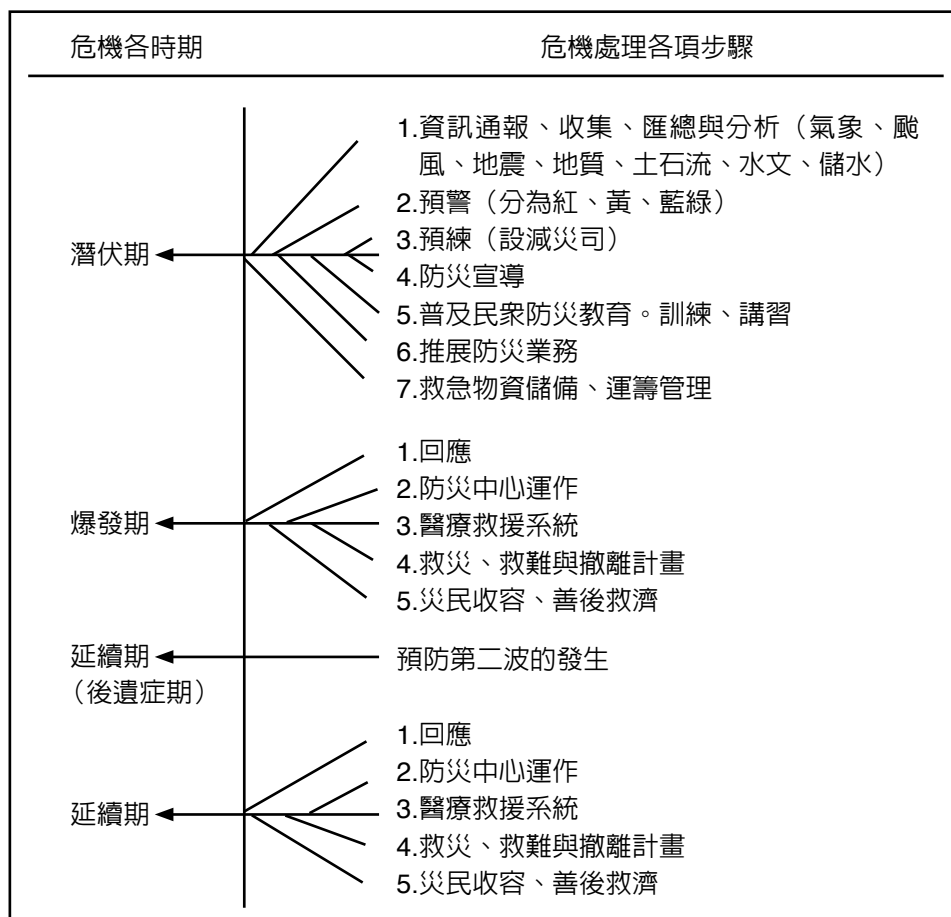 危機各時期
危機處理各項步驟
1.資訊通報、收集、匯總與分析（氣象、颱
風、地震、地質、土石流、水文、儲水）
2.預警（分為紅、黃、藍綠）
潛伏期
3.預練（設減災司）
4.防災宣導
5.普及民眾防災教育。訓練、講習
6.推展防災業務
7.救急物資儲備、運籌管理
1.回應
2.防災中心運作
爆發期
3.醫療救援系統
4.救災、救難與撤離計畫
5.災民收容、善後救濟
延續期
（後遺症期）
預防第二波的發生
1.回應
2.防災中心運作
延續期
3.醫療救援系統
4.救災、救難與撤離計畫
5.災民收容、善後救濟